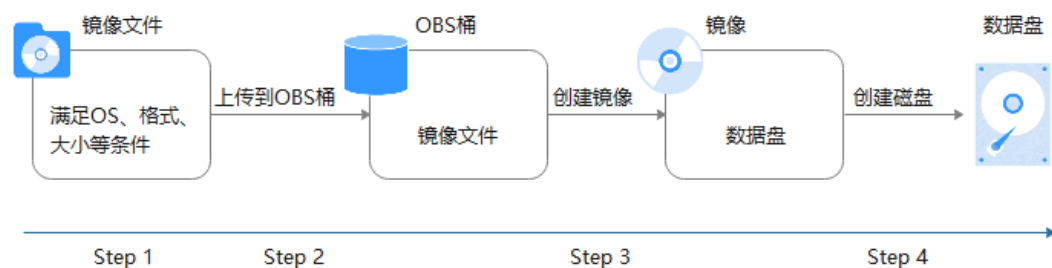 镜像文件
OBS桶
镜像
数据盘
满足OS、格式、
大小等条件
上传到OBS桶
镜像文件
创建镜像
数据盘
创建磁盘
Step 1
Step 2
Step 3
Step 4